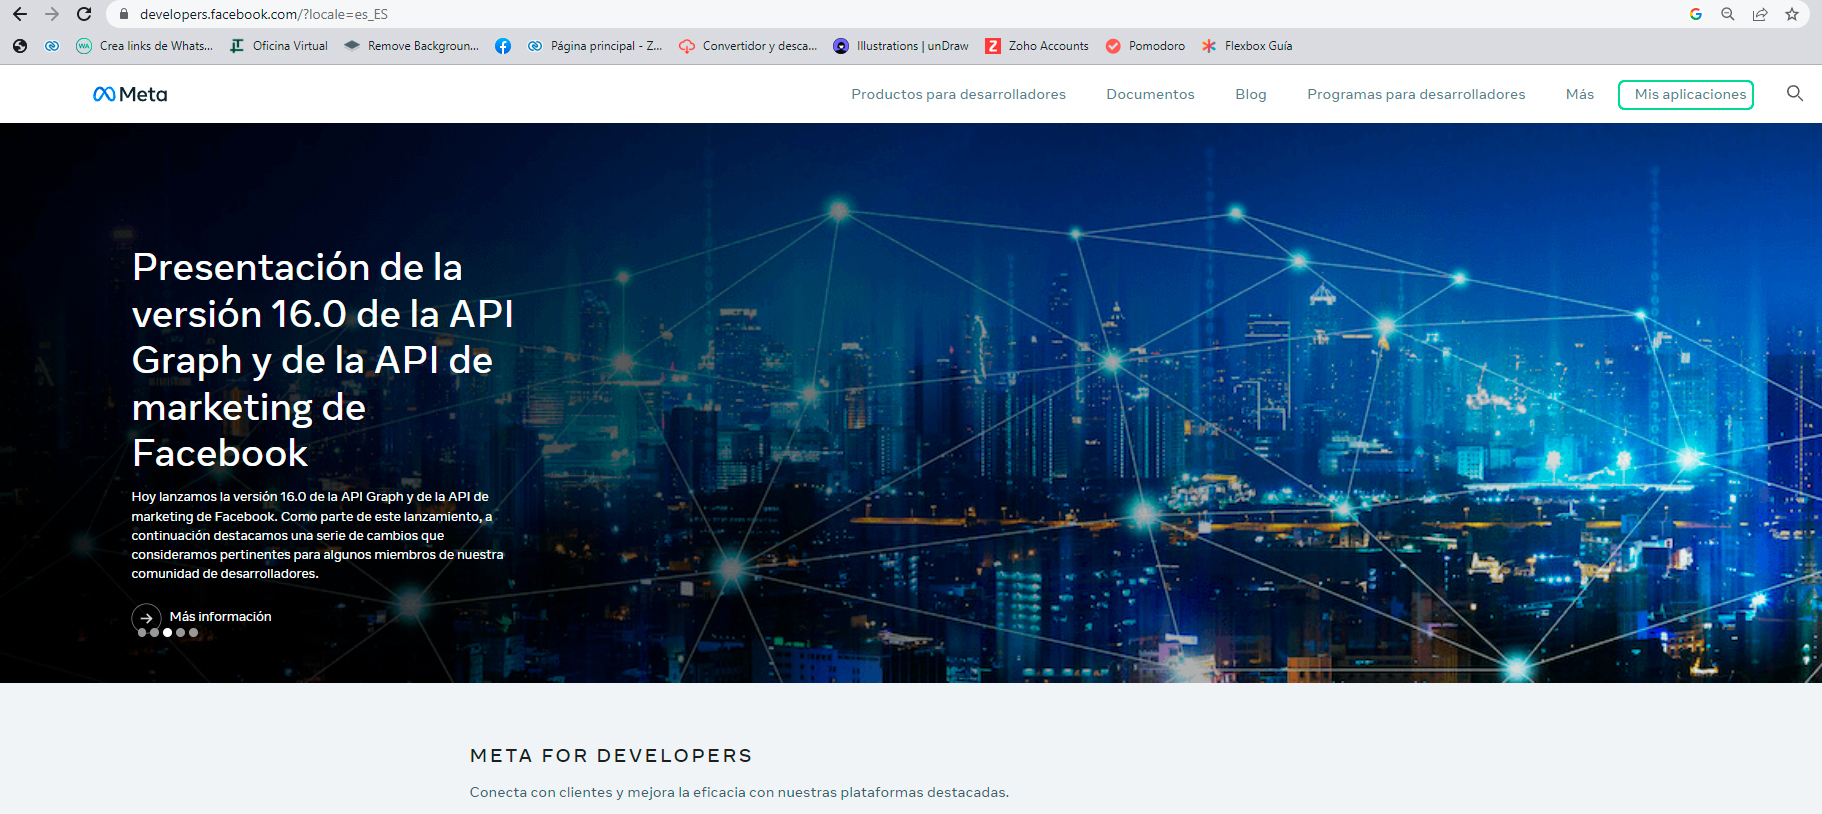 developers.facebook.com/?locale=es_ES
Crea links de Whats... Oficina Virtual Remove Backgroun... Página principal - Z... Convertidor y desca... Illustrations | unDraw Zoho Accounts Pomodoro Flexbox Guía
Meta Productos para desarrolladores Documentos Blog Programas para desarrolladores Más Mis aplicaciones
Presentación de la
versión 16.0 de la API
Graph y de la API de
marketing de
Facebook
Hoy lanzamos la versión 16.0 de la API Graph y de la API de
marketing de Facebook. Como parte de este lanzamiento, a
continuación destacamos una serie de cambios que
consideramos pertinentes para algunos miembros de nuestra
comunidad de desarrolladores.
Más información
META FOR DEVELOPERS
Conecta con clientes y mejora la eficacia con nuestras plataformas destacadas.